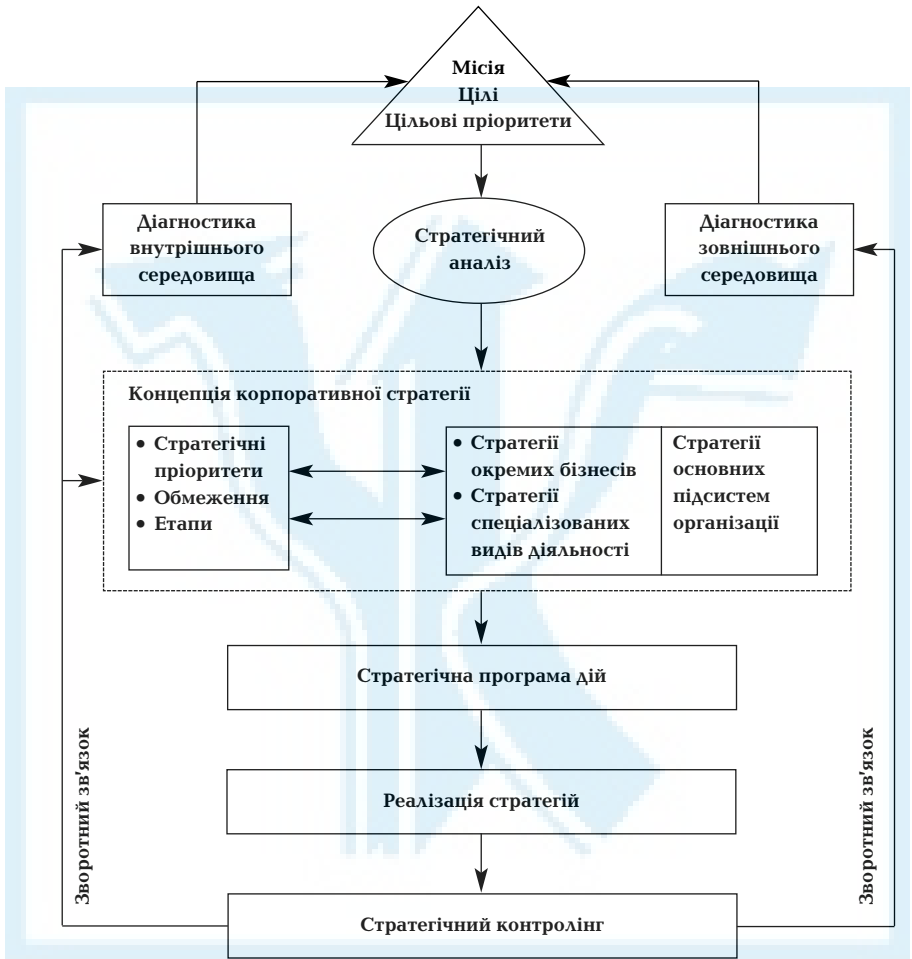 Місія
Цілі
Цільові пріоритети
Діагностика
внутрішнього
середовища
Стратегічний
аналіз
Діагностика
зовнішнього
середовища
Концепція корпоративної стратегії
• Стратегічні
пріоритети
• Обмеження
• Етапи
• Стратегії
окремих бізнесів
• Стратегії
спеціалізованих
видів діяльності
Стратегії
основних
підсистем
організації
Стратегічна програма дій
Реалізація стратегій
Стратегічний контролінг
Зворотний зв'язок
Зворотний зв'язок